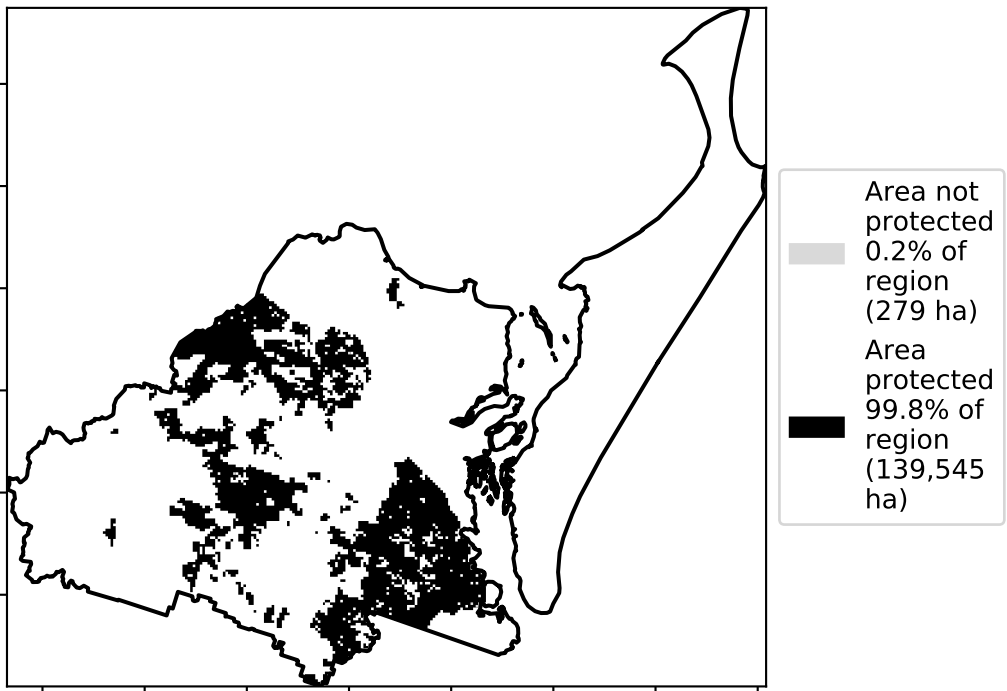 Area not
protected
0.2% of
region
(279 ha)
Area
protected
99.8% of
region
(139,545
ha)